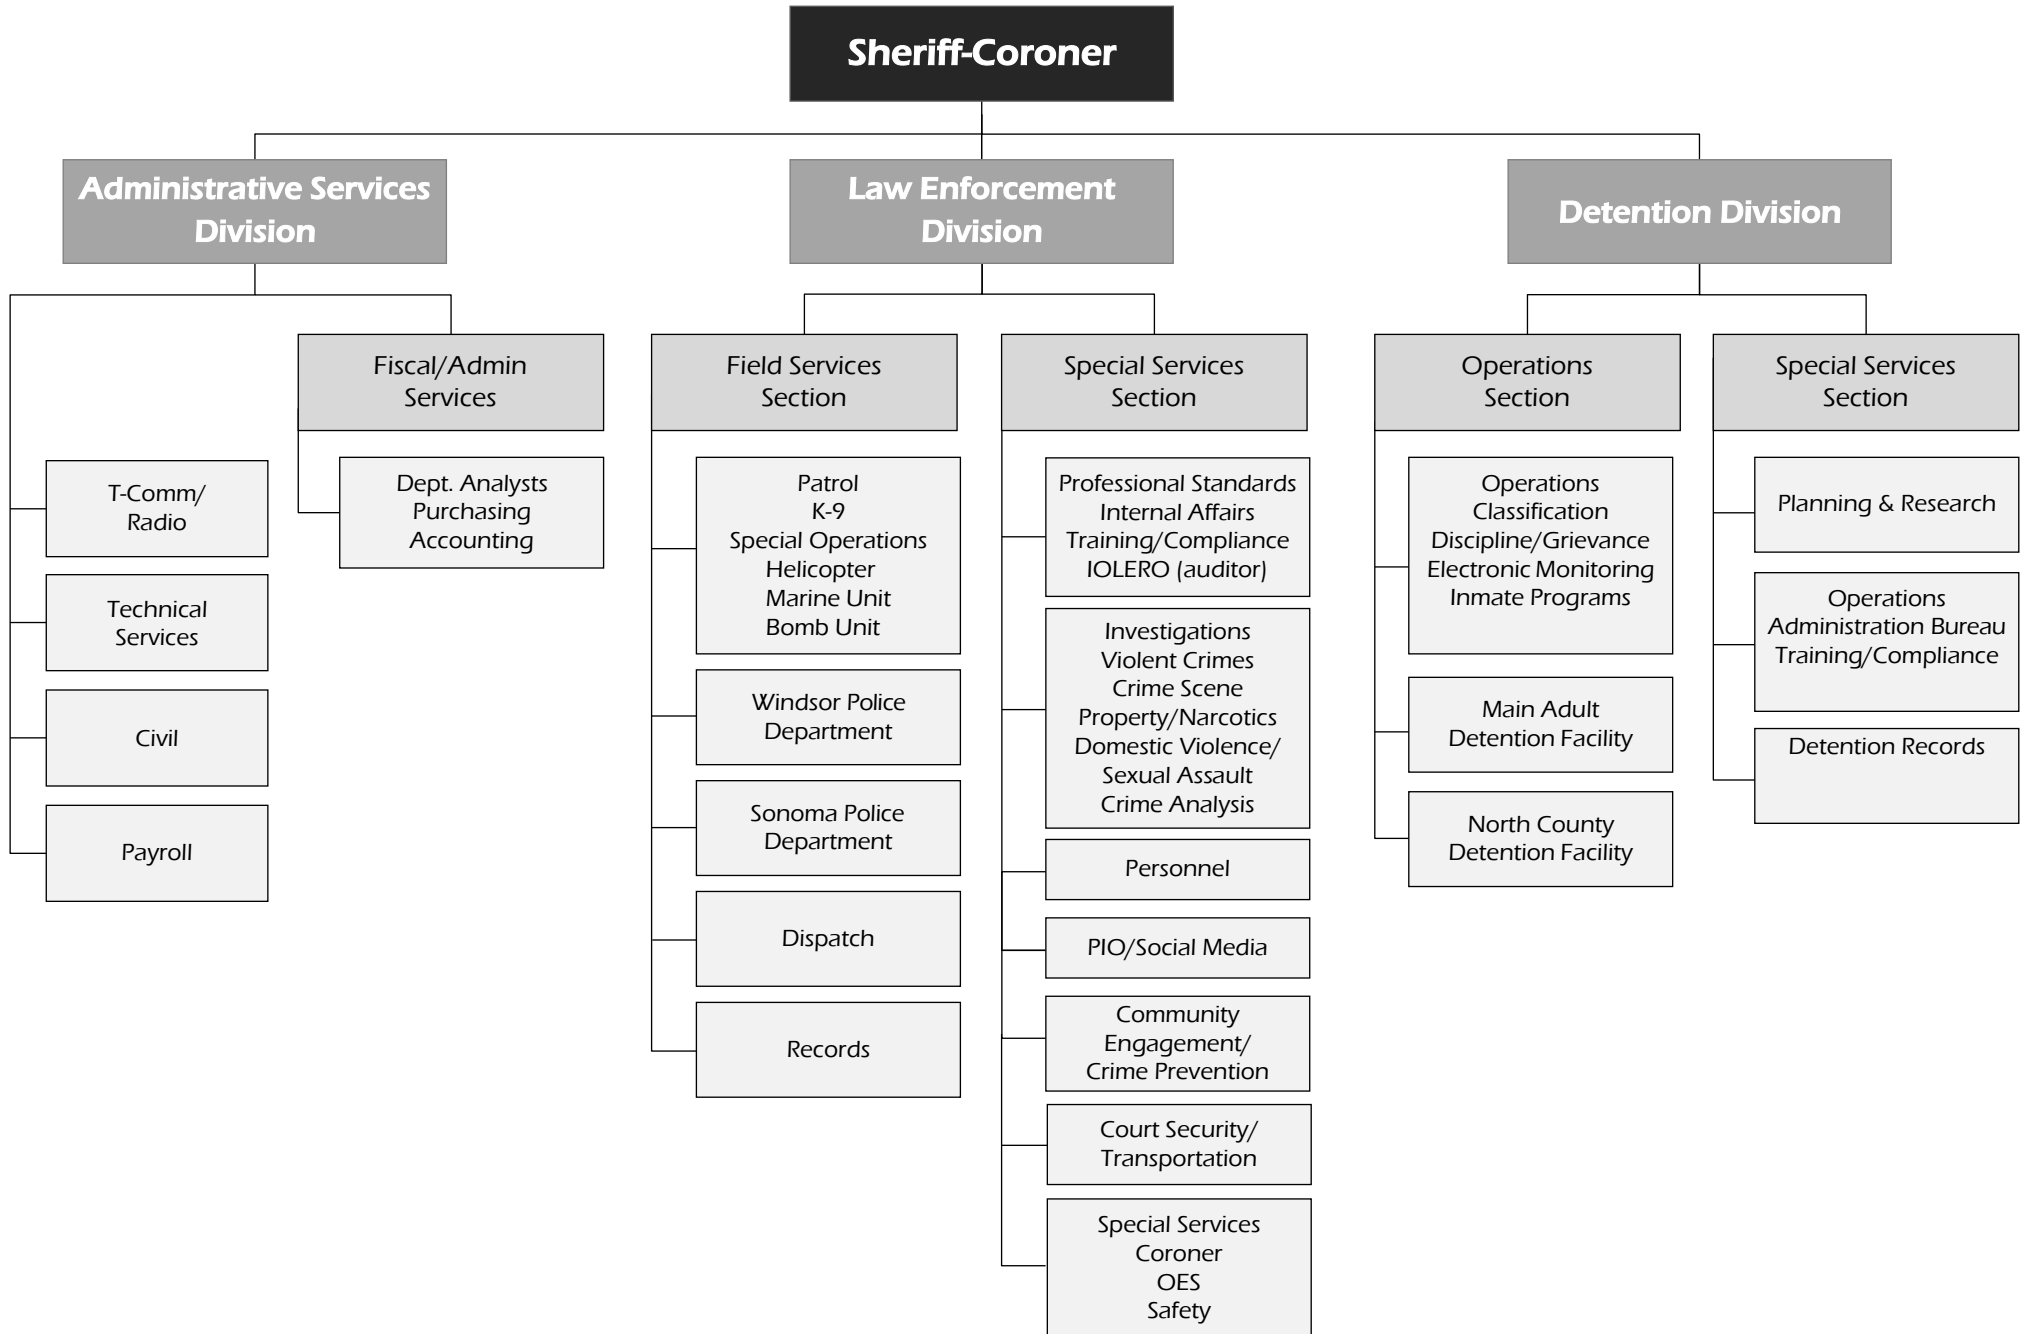 Sheriff-Coroner
Administrative Services
Division
Law Enforcement
Division
Detention Division
Fiscal/Admin
Services
T-Comm/
Radio
Technical
Services
Civil
Payroll
Dept. Analysts
Purchasing
Accounting
Field Services
Section
Patrol
K-9
Special Operations
Helicopter
Marine Unit
Bomb Unit
Windsor Police
Department
Sonoma Police
Department
Dispatch
Records
Special Services
Section
Professional Standards
Internal Affairs
Training/Compliance
IOLERO (auditor)
Investigations
Violent Crimes
Crime Scene
Property/Narcotics
Domestic Violence/
Sexual Assault
Crime Analysis
Personnel
PIO/Social Media
Community
Engagement/
Crime Prevention
Court Security/
Transportation
Special Services
Coroner
OES
Safety
Operations
Section
Operations
Classification
Discipline/Grievance
Electronic Monitoring
Inmate Programs
Main Adult
Detention Facility
North County
Detention Facility
Special Services
Section
Planning & Research
Operations
Administration Bureau
Training/Compliance
Detention Records